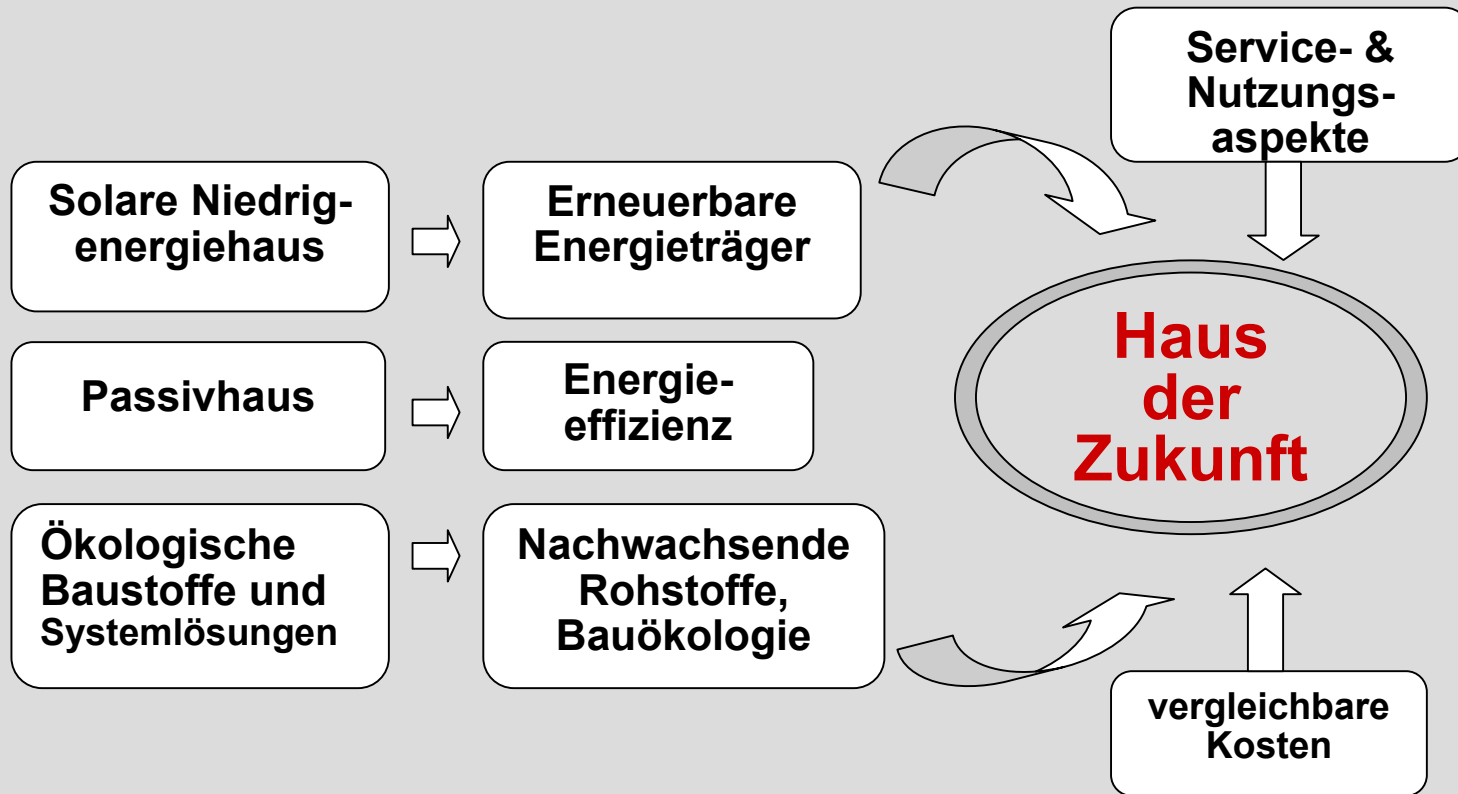 Service- &
Nutzungs-
aspekte
Solare Niedrig-
energiehaus
Erneuerbare
Energieträger
Passivhaus
Energie-
effizienz
Haus
der
Zukunft
Ökologische
Baustoffe und
Systemlösungen
Nachwachsende
Rohstoffe,
Bauökologie
vergleichbare
Kosten